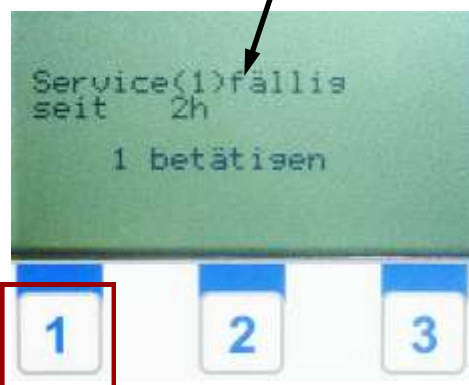 Service(1)fällig
seit 2h
1 betätigen
1
2
3